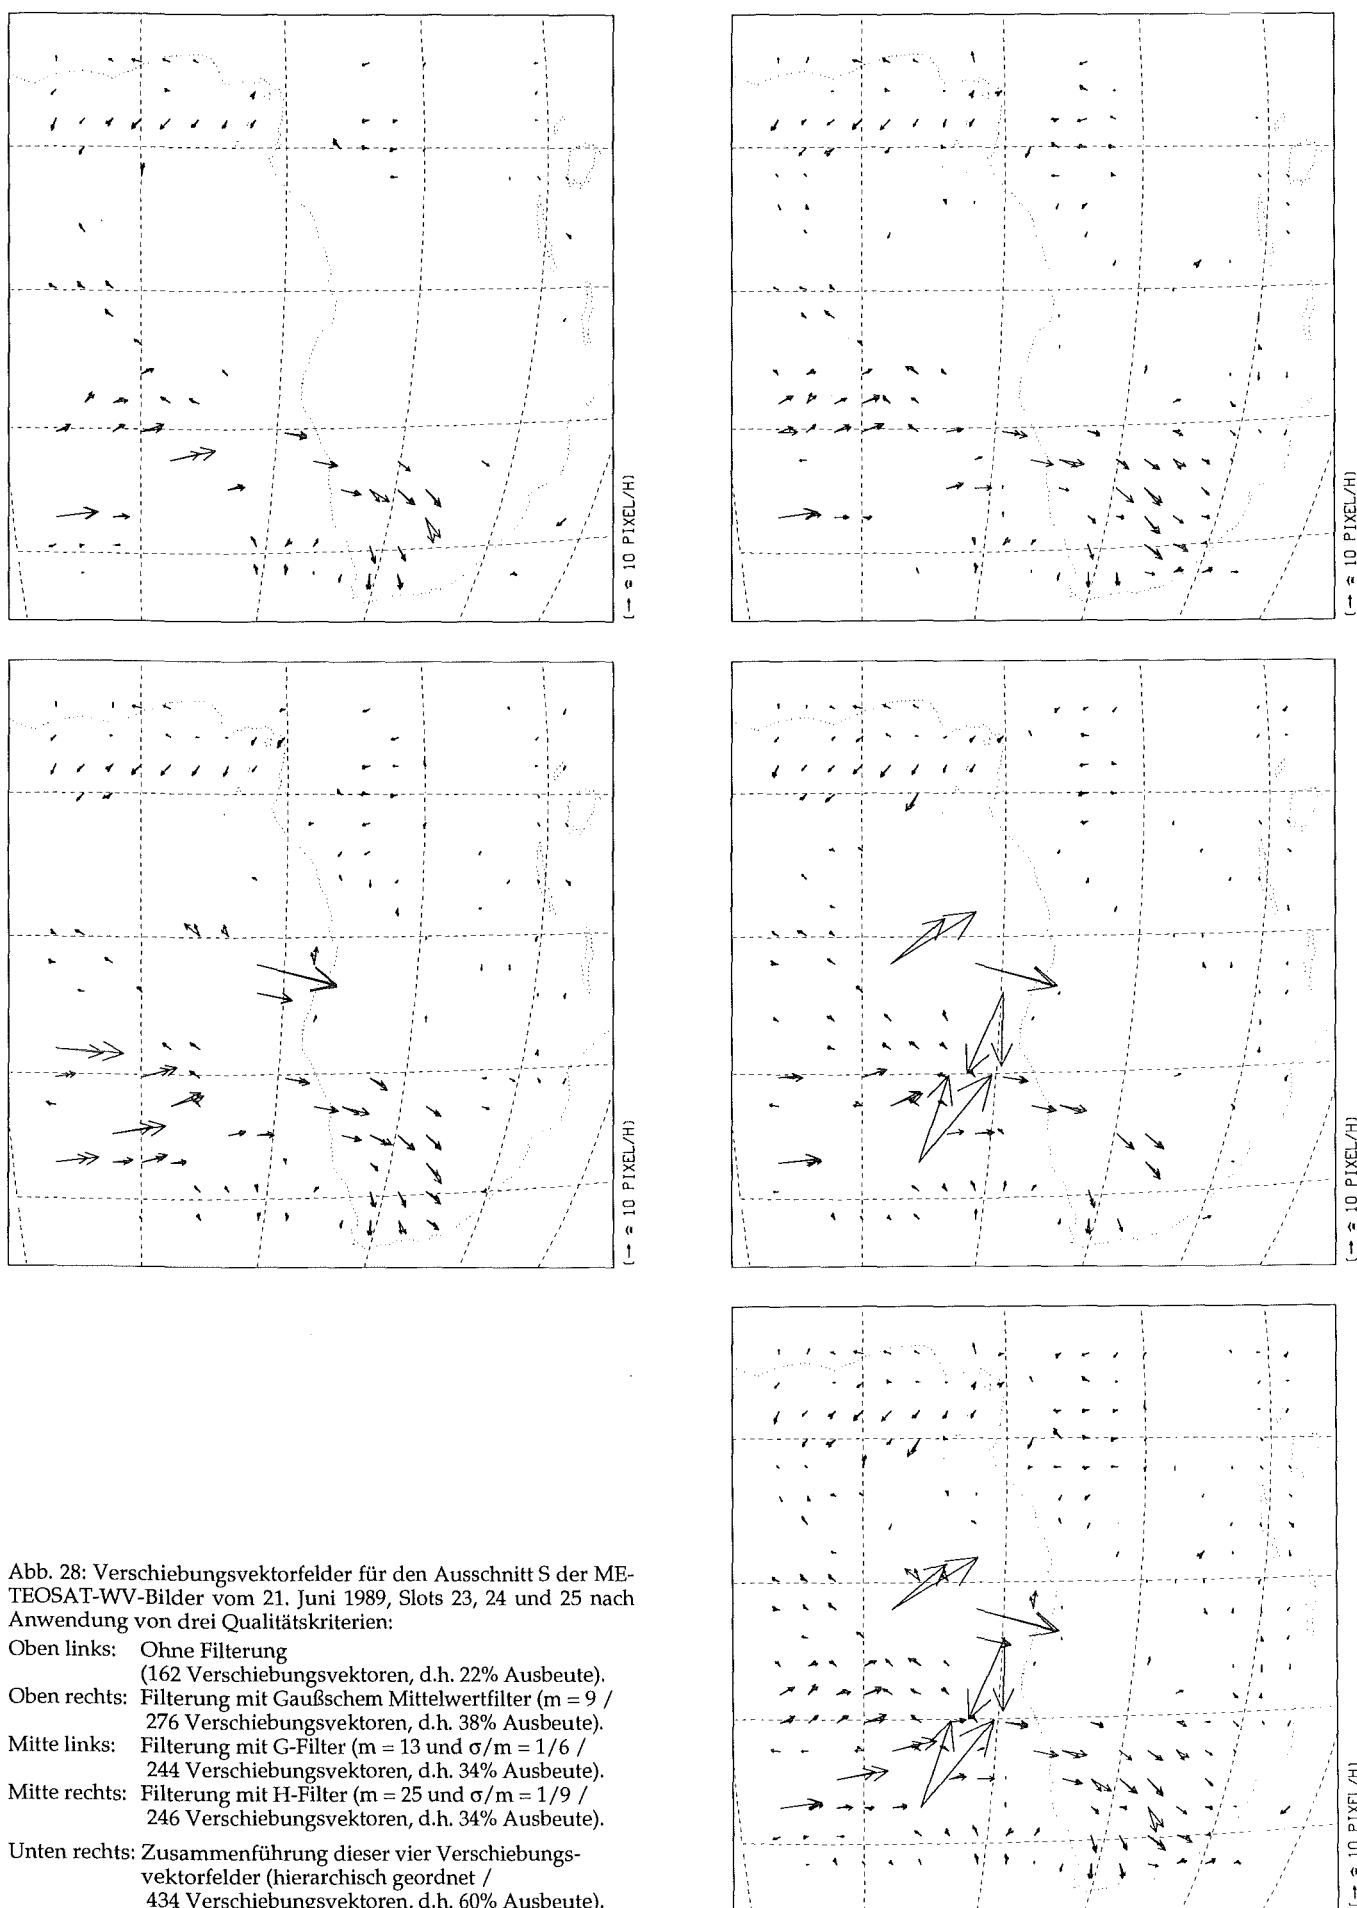 (→ ≙ 10 PIXEL/H)
(→ ≙ 10 PIXEL/H)
(→ ≙ 10 PIXEL/H)
(→ ≙ 10 PIXEL/H)
(→ ≙ 10 PIXEL/H)
Abb. 28: Verschiebungsvektorfelder für den Ausschnitt S der ME-
TEOSAT-WV-Bilder vom 21. Juni 1989, Slots 23, 24 und 25 nach
Anwendung von drei Qualitätskriterien:
Oben links: Ohne Filterung
(162 Verschiebungsvektoren, d.h. 22% Ausbeute).
Oben rechts: Filterung mit Gaußschem Mittelwertfilter (m = 9 /
276 Verschiebungsvektoren, d.h. 38% Ausbeute).
Mitte links: Filterung mit G-Filter (m = 13 und σ/m = 1/6 /
244 Verschiebungsvektoren, d.h. 34% Ausbeute).
Mitte rechts: Filterung mit H-Filter (m = 25 und σ/m = 1/9 /
246 Verschiebungsvektoren, d.h. 34% Ausbeute).
Unten rechts: Zusammenführung dieser vier Verschiebungs-
vektorfelder (hierarchisch geordnet /
434 Verschiebungsvektoren, d.h. 60% Ausbeute).